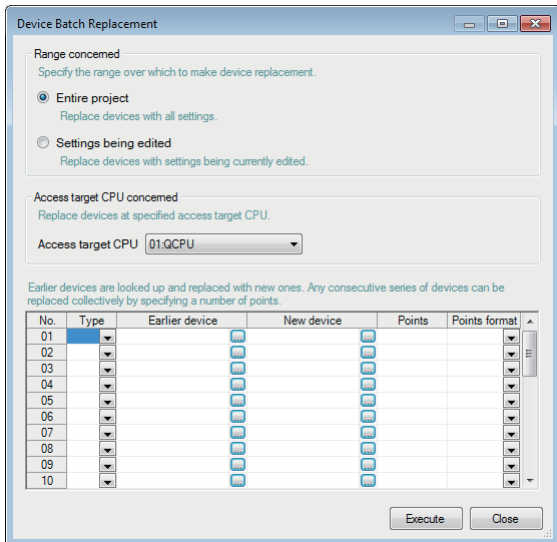 Device Batch Replacement
Range concerned
Specify the range over which to make device replacement.
Entire project
Replace devices with all settings.
Settings being edited
Replace devices with settings being currently edited.
Access target CPU concerned
Replace devices at specified access target CPU.
Access target CPU 01:QCPU
Earlier devices are looked up and replaced with new ones. Any consecutive series of devices can be
replaced collectively by specifying a number of points.
No. Type Earlier device New device Points Points format
01
02
03
04
05
06
07
08
09
10
Execute Close